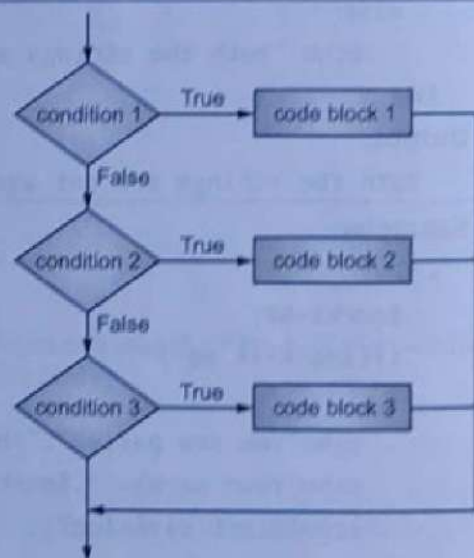 True
condition 1
code block 1
False
True
condition 2
code block 2
False
True
condition 3
code block 3